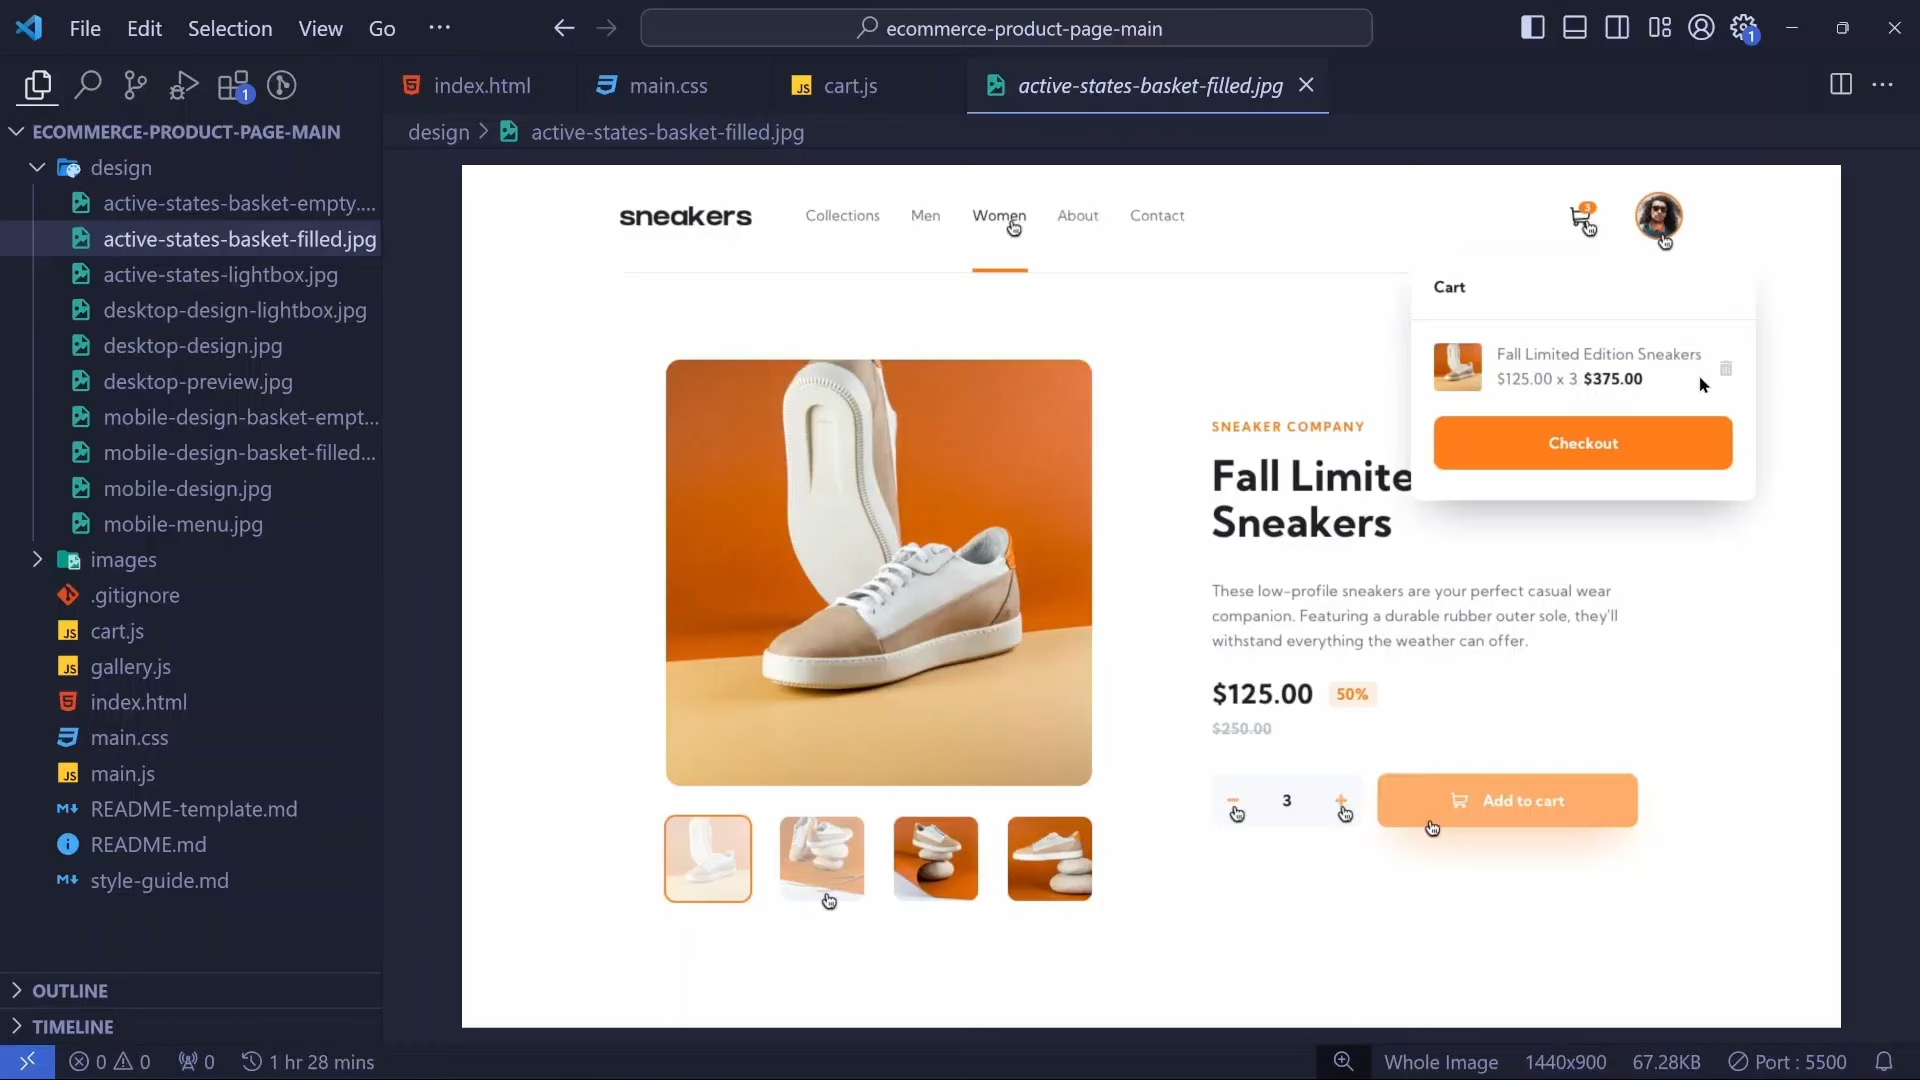 File Edit Selection View Go ···
ecommerce-product-page-main
1
1
index.html
main.css
JS cart.js
active-states-basket-filled.jpg
ECOMMERCE-PRODUCT-PAGE-MAIN
design > active-states-basket-filled.jpg
design
active-states-basket-empty....
active-states-basket-filled.jpg
active-states-lightbox.jpg
desktop-design-lightbox.jpg
desktop-design.jpg
desktop-preview.jpg
mobile-design-basket-empt...
mobile-design-basket-filled...
mobile-design.jpg
mobile-menu.jpg
images
.gitignore
JS cart.js
JS gallery.js
index.html
main.css
JS main.js
README-template.md
README.md
style-guide.md
OUTLINE
TIMELINE
sneakers
Collections Men Women About Contact
3
Cart
Fall Limited Edition Sneakers
$125.00 x 3 $375.00
Checkout
SNEAKER COMPANY
Fall Limite
Sneakers
These low-profile sneakers are your perfect casual wear
companion. Featuring a durable rubber outer sole, they'll
withstand everything the weather can offer.
$125.00 50%
$250.00
3
Add to cart
0 0 0 1 hr 28 mins
Whole Image 1440x900 67.28KB Port : 5500